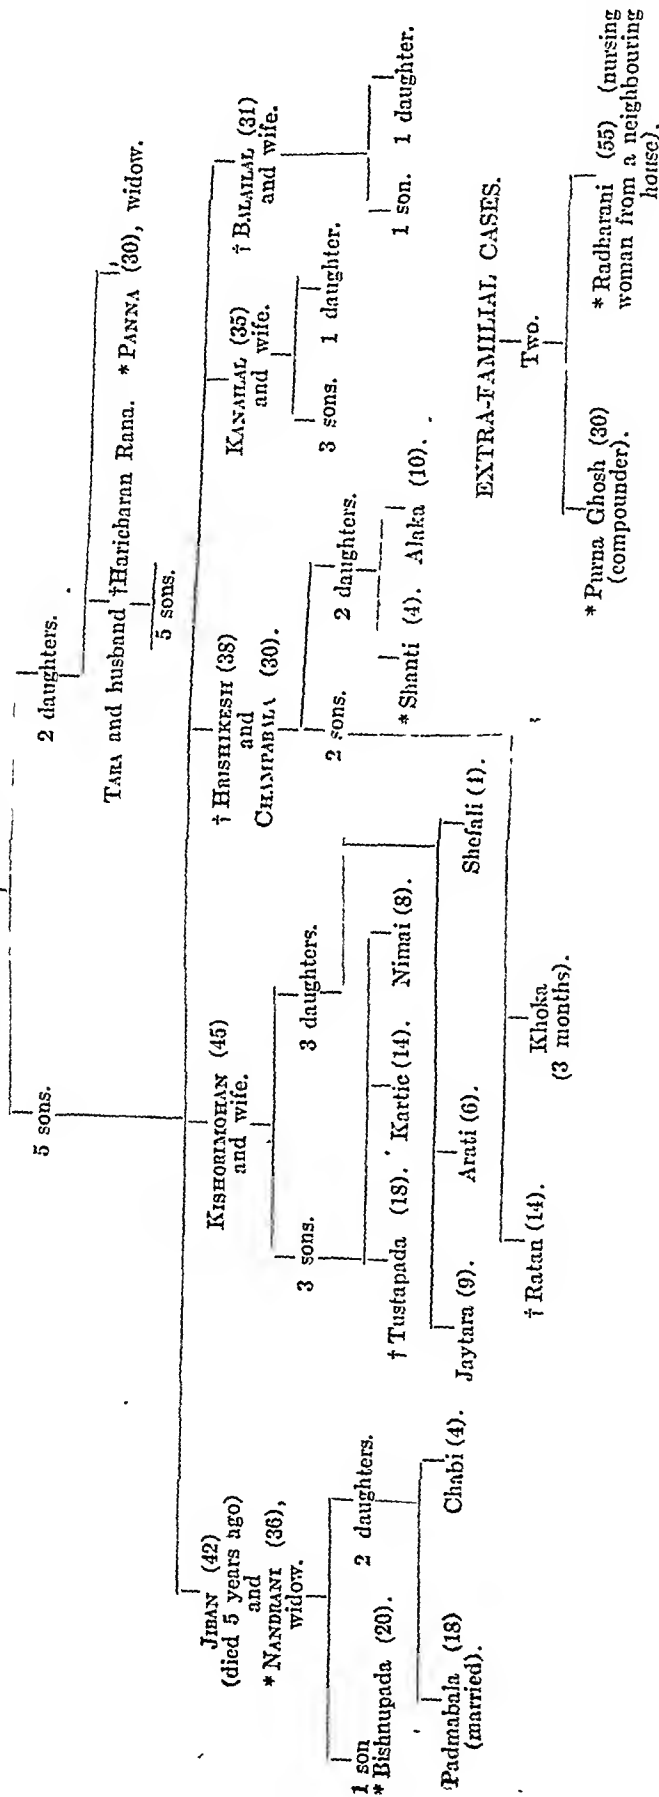 5 sons.
2 daughters.
TARA and husband †Haricharan Rana.
* PANNA (30), widow.
5 sons.
JIBAN (42)
(died 5 years ago)
and
* NANDRANI (36),
widow.
KISHORIMOHAN (45)
and wife.
† HRISHIKESH (38)
and
CHAMPABALA (30).
KANAILAL (35)
and wife.
† BALAILAL (31)
and wife.
1 son
* Bishnupada (20).
2 daughters.
3 sons.
3 daughters.
2 sons.
2 daughters.
3 sons.
1 daughter.
1 son.
1 daughter.
Padmabala (18)
(married).
Chabi (4).
† Tustapada (18).
Kartic (14).
Nimai (8).
* Shanti (4).
Alaka (10).
Jaytara (9).
Arati (6).
Shefali (1).
† Ratan (14).
Khoka
(3 months).
EXTRA-FAMILIAL CASES.
Two.
* Purna Ghosh (30)
(compounder).
* Radharani (55) (nursing
woman from a neighbouring
house).